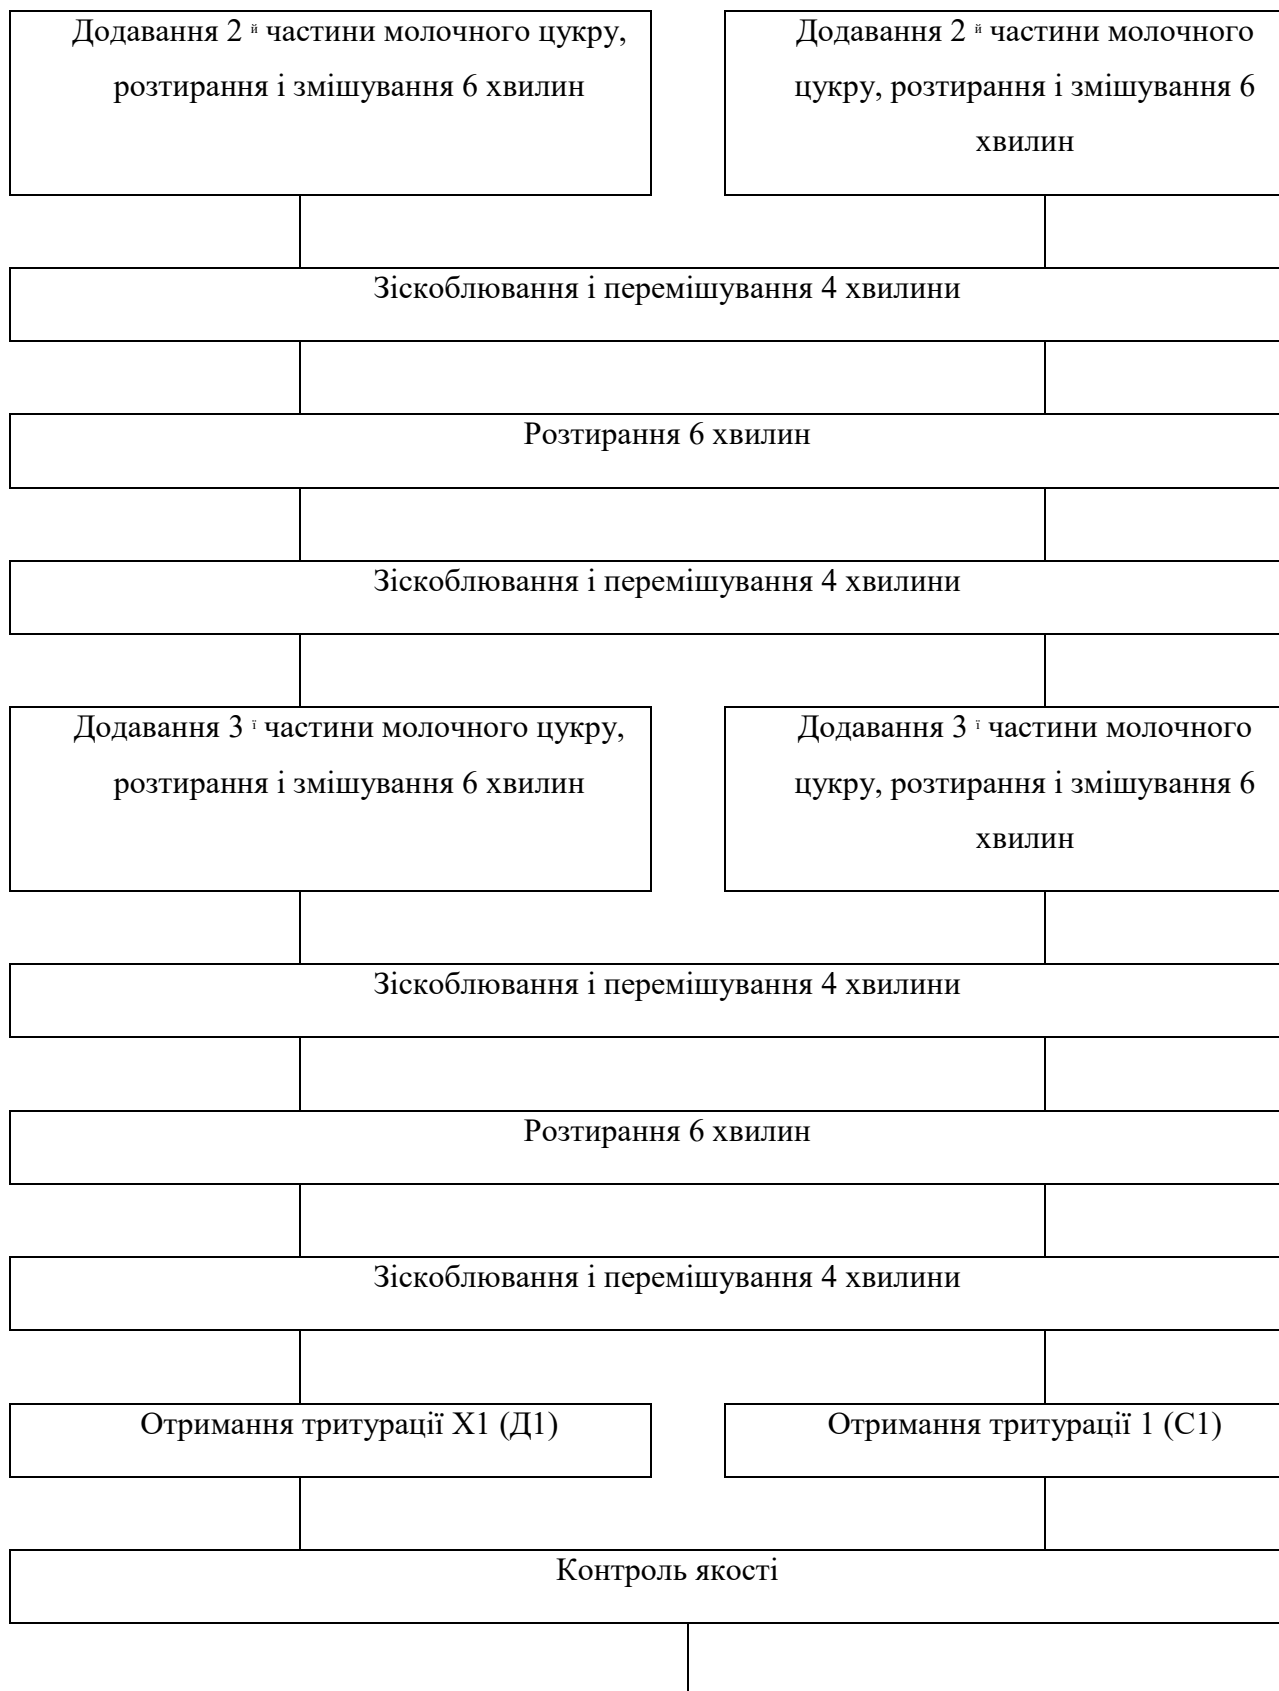 Додавання 2 й частини молочного цукру,
розтирання і змішування 6 хвилин
Додавання 2 й частини молочного
цукру, розтирання і змішування 6
хвилин
Зіскоблювання і перемішування 4 хвилини
Розтирання 6 хвилин
Зіскоблювання і перемішування 4 хвилини
Додавання 3 ї частини молочного цукру,
розтирання і змішування 6 хвилин
Додавання 3 ї частини молочного
цукру, розтирання і змішування 6
хвилин
Зіскоблювання і перемішування 4 хвилини
Розтирання 6 хвилин
Зіскоблювання і перемішування 4 хвилини
Отримання тритурації Х1 (Д1)
Отримання тритурації 1 (С1)
Контроль якості